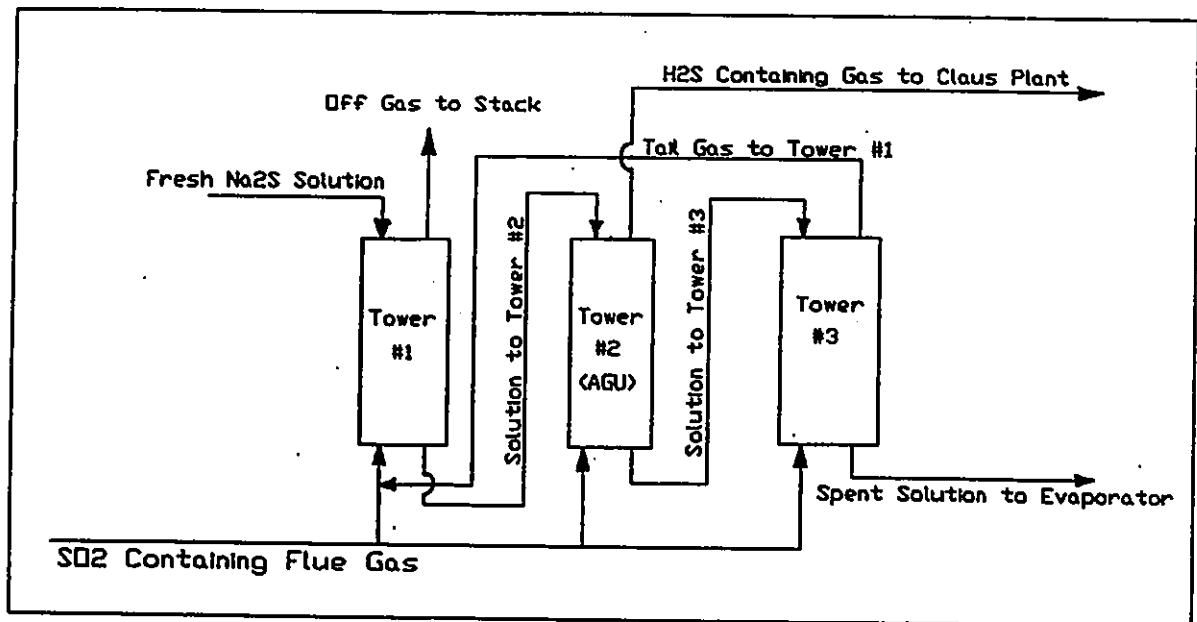 H2S Containing Gas to Claus Plant
Off Gas to Stack
Tail Gas to Tower #1
Fresh Na2S Solution
Solution to Tower #2
Solution to Tower #3
Tower
#1
Tower
#2
(AGU)
Tower
#3
Spent Solution to Evaporator
SO2 Containing Flue Gas